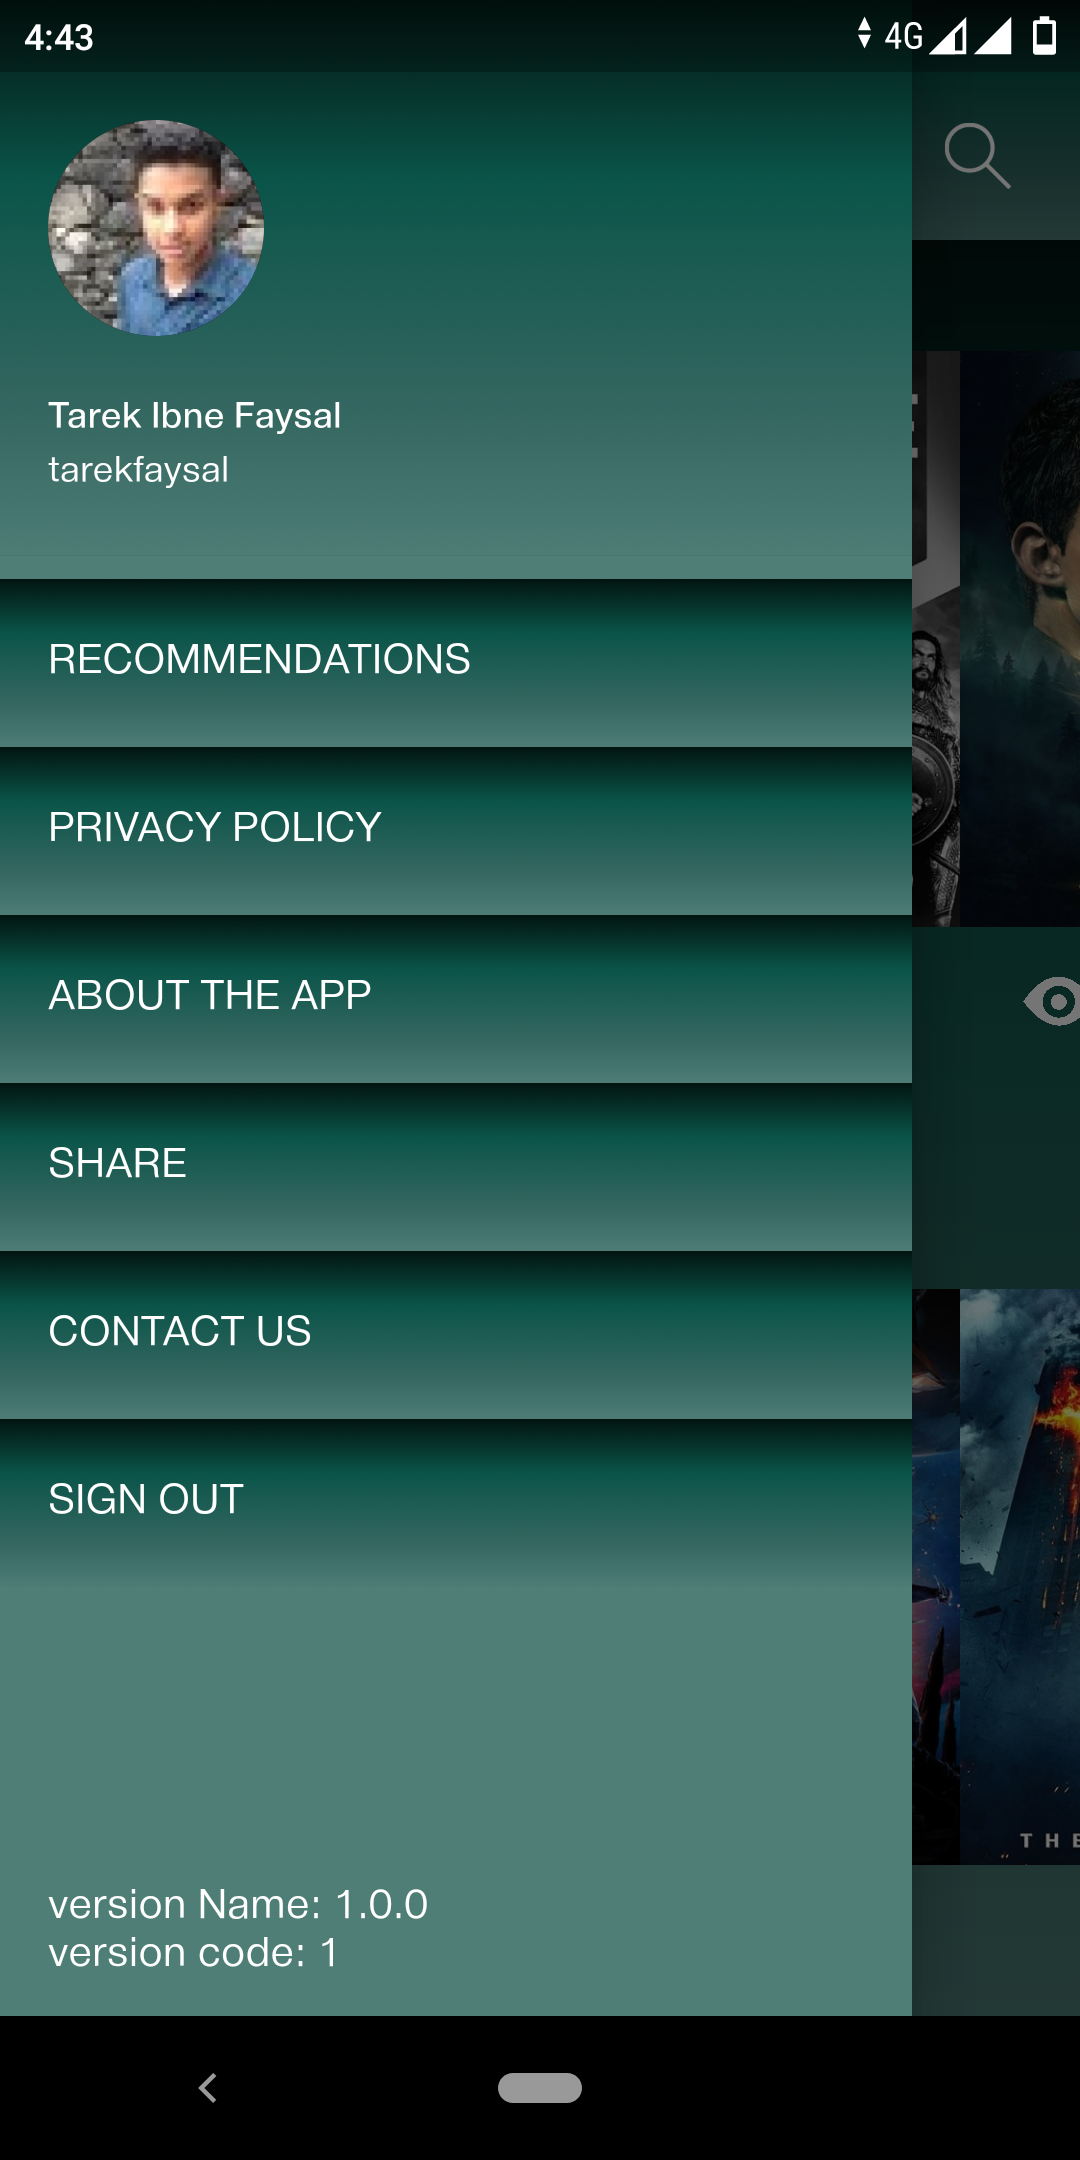 4:43
4G
Tarek Ibne Faysal
tarekfaysal
RECOMMENDATIONS
PRIVACY POLICY
ABOUT THE APP
SHARE
CONTACT US
SIGN OUT
THE
version Name: 1.0.0
version code: 1